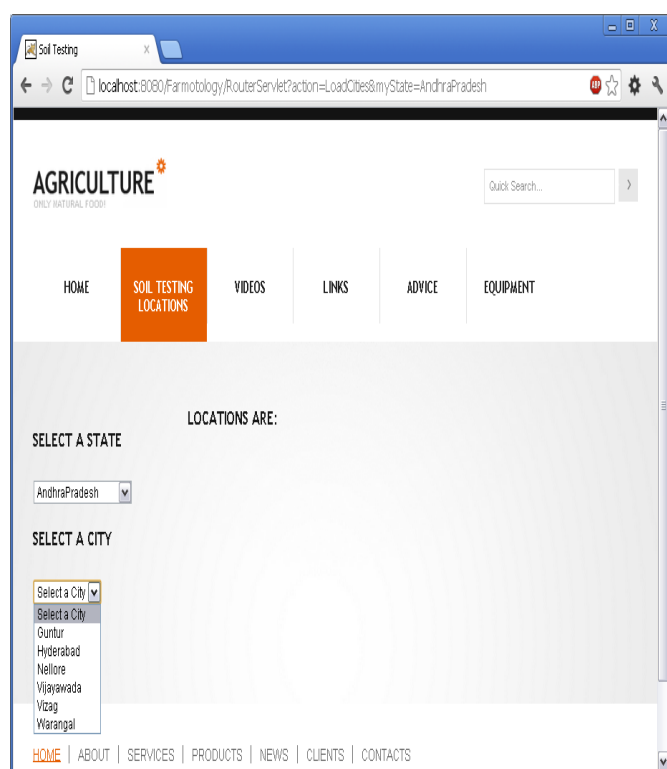 Soil Testing
localhost:8080/Farmotology/RouterServlet?action=LoadCities&myState=AndhraPradesh
ABP
AGRICULTURE
ONLY NATURAL FOOD!
Quick Search...
HOME
SOIL TESTING
LOCATIONS
VIDEOS
LINKS
ADVICE
EQUIPMENT
LOCATIONS ARE:
SELECT A STATE
AndhraPradesh
SELECT A CITY
Select a City
Select a City
Guntur
Hyderabad
Nellore
Vijayawada
Vizag
Warangal
HOME | ABOUT | SERVICES | PRODUCTS | NEWS | CLIENTS | CONTACTS